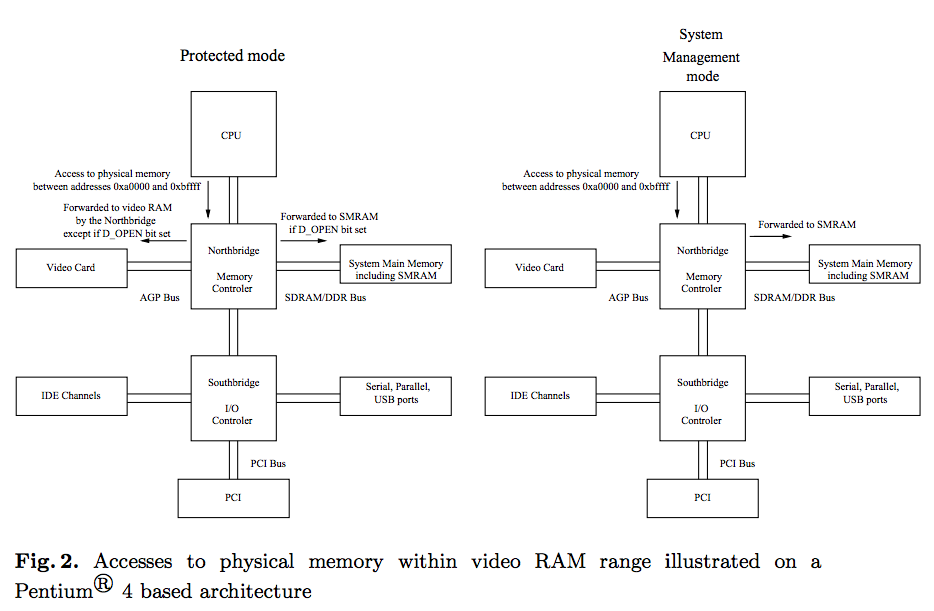 Protected mode
CPU
Access to physical memory
between addresses 0xa0000 and 0xbffff
Forwarded to video RAM
by the Northbridge
except if D_OPEN bit set
Forwarded to SMRAM
if D_OPEN bit set
Northbridge
Memory
Controler
Video Card
System Main Memory
including SMRAM
AGP Bus
SDRAM/DDR Bus
Southbridge
I/O
Controler
IDE Channels
Serial, Parallel,
USB ports
PCI Bus
PCI
System
Management
mode
CPU
Access to physical memory
between addresses 0xa0000 and 0xbffff
Forwarded to SMRAM
Northbridge
Memory
Controler
Video Card
System Main Memory
including SMRAM
AGP Bus
SDRAM/DDR Bus
Southbridge
I/O
Controler
IDE Channels
Serial, Parallel,
USB ports
PCI Bus
PCI
Fig. 2. Accesses to physical memory within video RAM range illustrated on a
Pentium® 4 based architecture